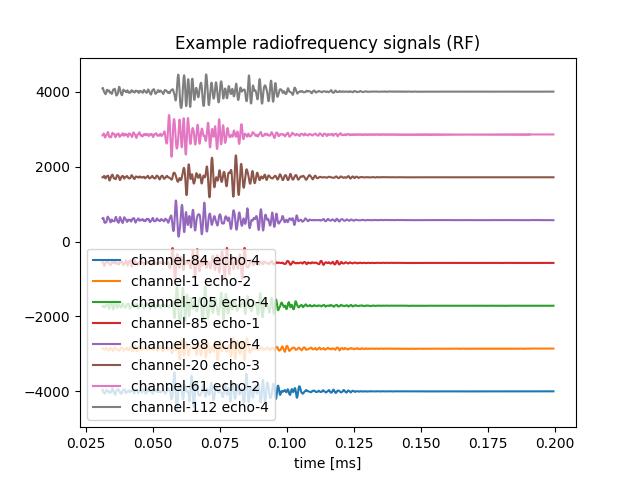 Example radiofrequency signals (RF)
4000
2000
0
−2000
−4000
channel-84 echo-4
channel-1 echo-2
channel-105 echo-4
channel-85 echo-1
channel-98 echo-4
channel-20 echo-3
channel-61 echo-2
channel-112 echo-4
0.025 0.050 0.075 0.100 0.125 0.150 0.175 0.200
time [ms]